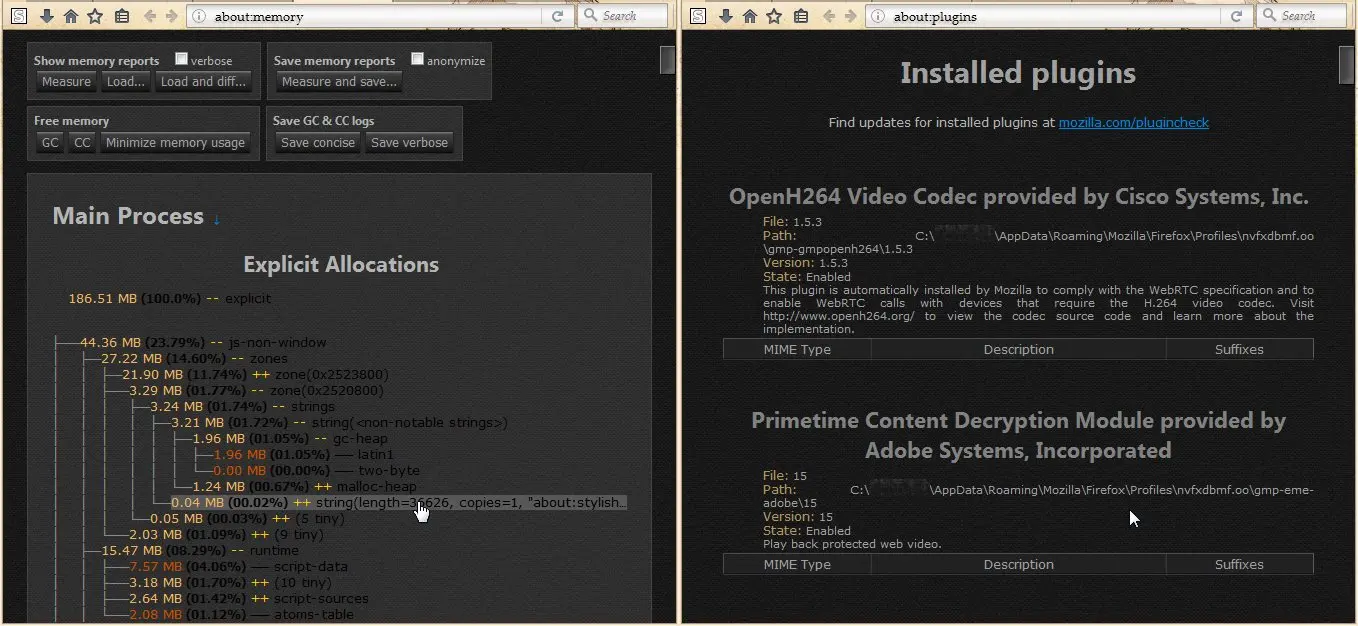 S
about:memory
Search
Show memory reports verbose
Measure Load... Load and diff...
Save memory reports anonymize
Measure and save...
Free memory
GC CC Minimize memory usage
Save GC & CC logs
Save concise Save verbose
Main Process ↓
Explicit Allocations
186.51 MB (100.0%) -- explicit
├──44.36 MB (23.79%) -- js-non-window
│ ├──27.22 MB (14.60%) -- zones
│ │ ├──21.90 MB (11.74%) ++ zone(0x2523800)
│ │ ├───3.29 MB (01.77%) -- zone(0x2520800)
│ │ │ ├──3.24 MB (01.74%) -- strings
│ │ │ │ ├──3.21 MB (01.72%) -- string(<non-notable strings>)
│ │ │ │ │ ├──1.96 MB (01.05%) -- gc-heap
│ │ │ │ │ │ ├──1.96 MB (01.05%) ── latin1
│ │ │ │ │ │ └──0.00 MB (00.00%) ── two-byte
│ │ │ │ │ └──1.24 MB (00.67%) ++ malloc-heap
│ │ │ │ └──0.04 MB (00.02%) ++ string(length=36626, copies=1, "about:stylish...
│ │ │ └──0.05 MB (00.03%) ++ (5 tiny)
│ │ └───2.03 MB (01.09%) ++ (9 tiny)
│ ├──15.47 MB (08.29%) -- runtime
│ │ ├───7.57 MB (04.06%) ── script-data
│ │ ├───3.18 MB (01.70%) ++ (10 tiny)
│ │ ├───2.64 MB (01.42%) ++ script-sources
│ │ └───2.08 MB (01.12%) ── atoms-table
S
about:plugins
Search
Installed plugins
Find updates for installed plugins at mozilla.com/plugincheck
OpenH264 Video Codec provided by Cisco Systems, Inc.
File: 1.5.3
Path: C:\ \AppData\Roaming\Mozilla\Firefox\Profiles\nvfxdbmf.oo
\gmp-gmpopenh264\1.5.3
Version: 1.5.3
State: Enabled
This plugin is automatically installed by Mozilla to comply with the WebRTC specification and to
enable WebRTC calls with devices that require the H.264 video codec. Visit
http://www.openh264.org/ to view the codec source code and learn more about the
implementation.
MIME Type Description Suffixes
Primetime Content Decryption Module provided by
Adobe Systems, Incorporated
File: 15
Path: C:\ \AppData\Roaming\Mozilla\Firefox\Profiles\nvfxdbmf.oo\gmp-eme-
adobe\15
Version: 15
State: Enabled
Play back protected web video.
MIME Type Description Suffixes